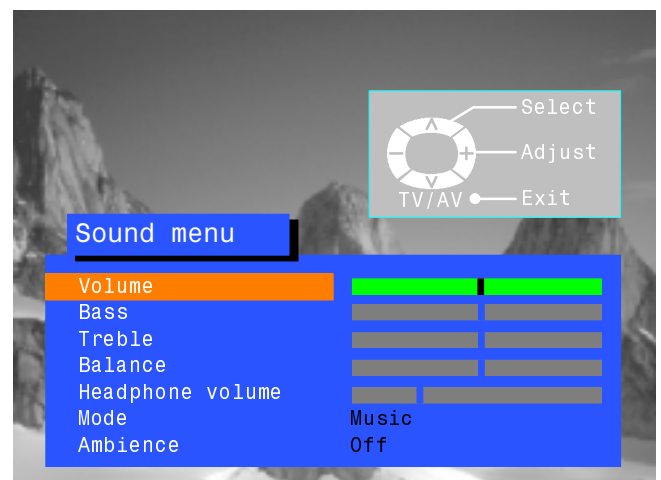 Select
Adjust
TV/AV Exit
Sound menu
Volume
Bass
Treble
Balance
Headphone volume
Mode Music
Ambience Off